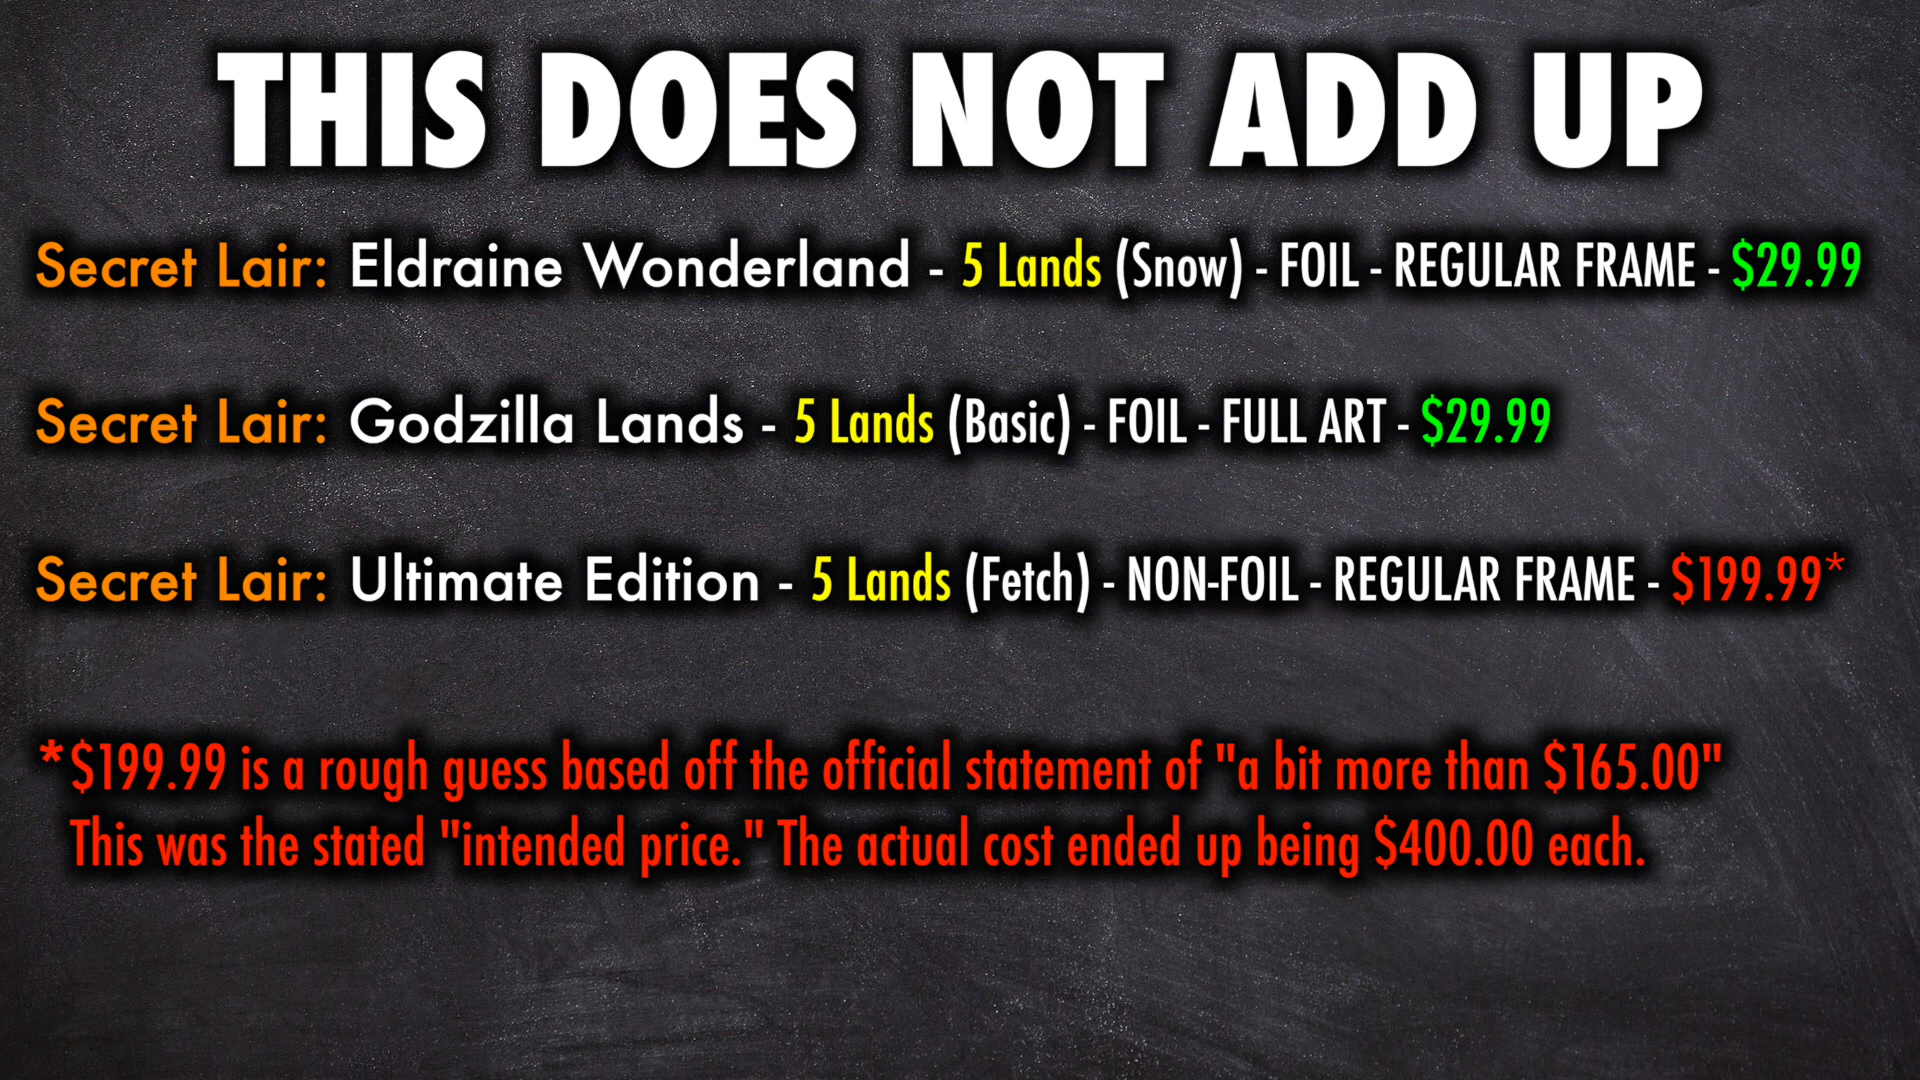 THIS DOES NOT ADD UP
Secret Lair: Eldraine Wonderland - 5 Lands (Snow) - FOIL - REGULAR FRAME - $29.99
Secret Lair: Godzilla Lands - 5 Lands (Basic) - FOIL - FULL ART - $29.99
Secret Lair: Ultimate Edition - 5 Lands (Fetch) - NON-FOIL - REGULAR FRAME - $199.99*
*$199.99 is a rough guess based off the official statement of "a bit more than $165.00"
This was the stated "intended price." The actual cost ended up being $400.00 each.